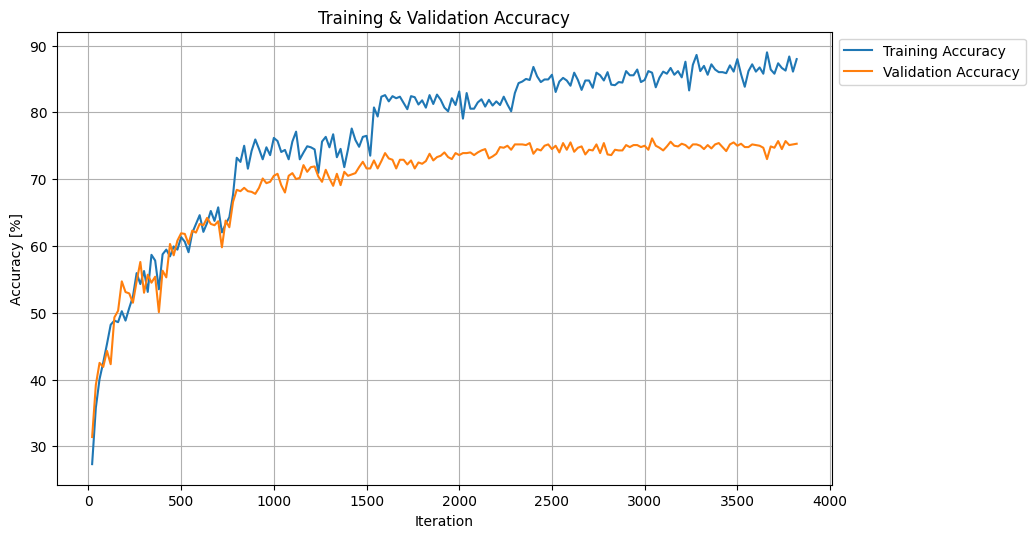 Training & Validation Accuracy
90
80
70
60
50
40
30
Accuracy [%]
0 500 1000 1500 2000 2500 3000 3500 4000
Iteration
Training Accuracy
Validation Accuracy